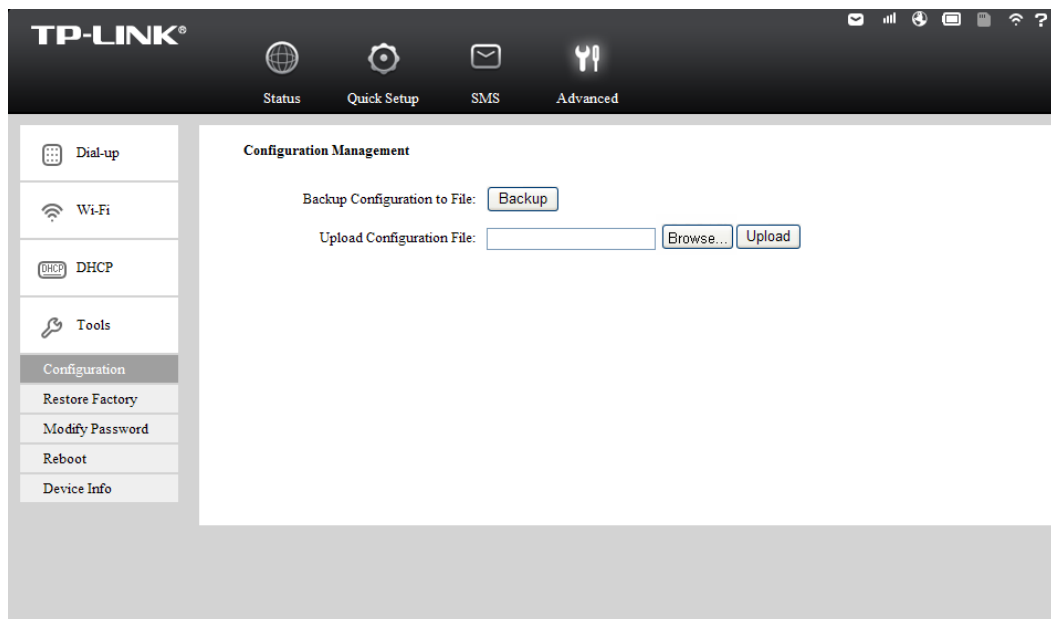 TP-LINK®
Status Quick Setup SMS Advanced
Dial-up
Wi-Fi
DHCP DHCP
Tools
Configuration
Restore Factory
Modify Password
Reboot
Device Info
Configuration Management
Backup Configuration to File: Backup
Upload Configuration File: Browse... Upload